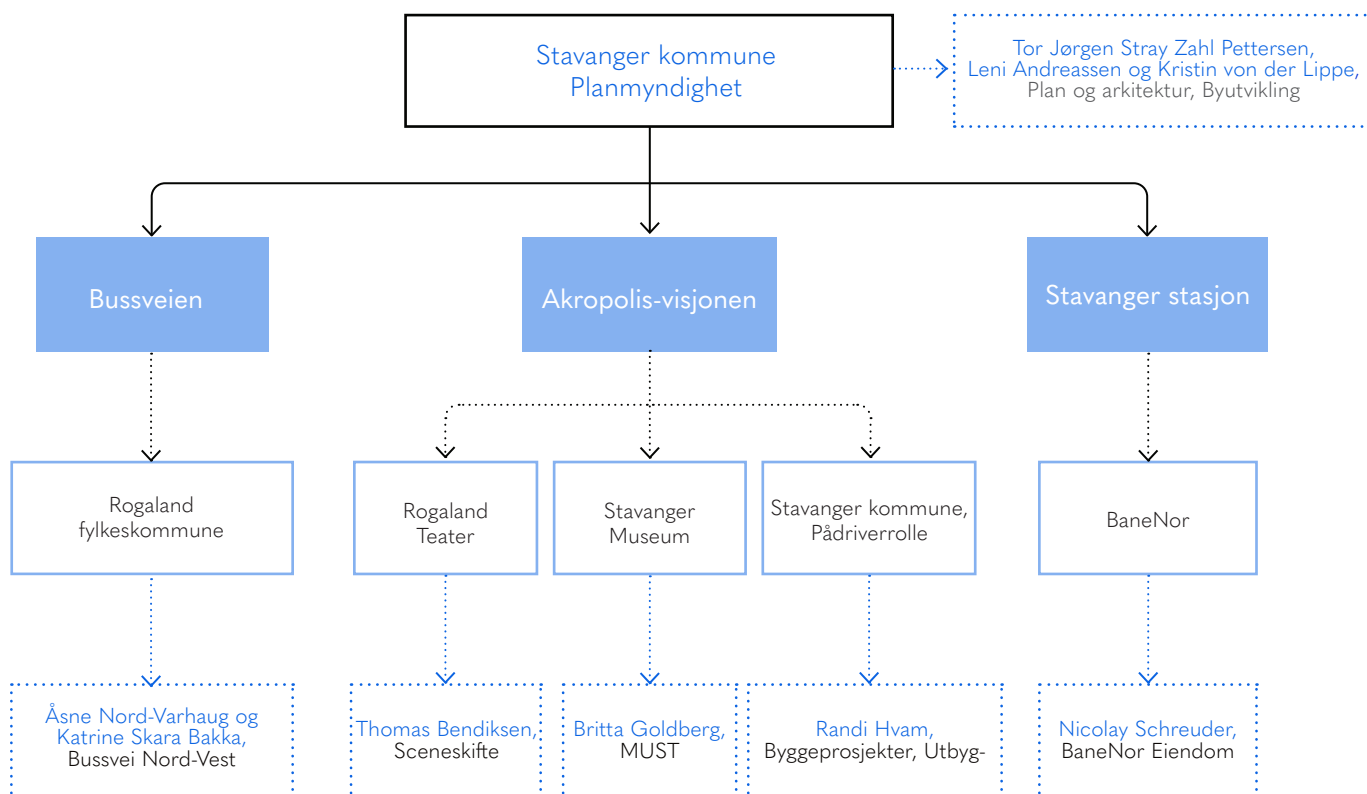 Stavanger kommune
Planmyndighet
Tor Jørgen Stray Zahl Pettersen,
Leni Andreassen og Kristin von der Lippe,
Plan og arkitektur, Byutvikling
Bussveien
Akropolis-visjonen
Stavanger stasjon
Rogaland
fylkeskommune
Rogaland
Teater
Stavanger
Museum
Stavanger kommune,
Pådriverrolle
BaneNor
Åsne Nord-Varhaug og
Katrine Skara Bakka,
Bussvei Nord-Vest
Thomas Bendiksen,
Sceneskifte
Britta Goldberg,
MUST
Randi Hvam,
Byggeprosjekter, Utbyg-
Nicolay Schreuder,
BaneNor Eiendom